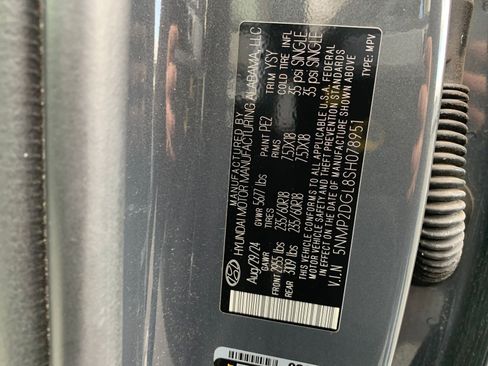 MANUFACTURED BY
HYUNDAI MOTOR MANUFACTURING ALABAMA, LLC
Aug/29/24 GVWR 5677 lbs PAINT PE2 TRIM YSY
GAWR TIRES RIMS COLD TIRE INFL
FRONT 2955 lbs 235/60R18 7.5JX18 35 psi SINGLE
REAR 3109 lbs 235/60R18 7.5JX18 35 psi SINGLE
THIS VEHICLE CONFORMS TO ALL APPLICABLE U.S.A. FEDERAL
MOTOR VEHICLE SAFETY AND THEFT PREVENTION STANDARDS
IN EFFECT ON THE DATE OF MANUFACTURE SHOWN ABOVE
V.I.N 5NMP2DGL8SH078951 TYPE: MPV